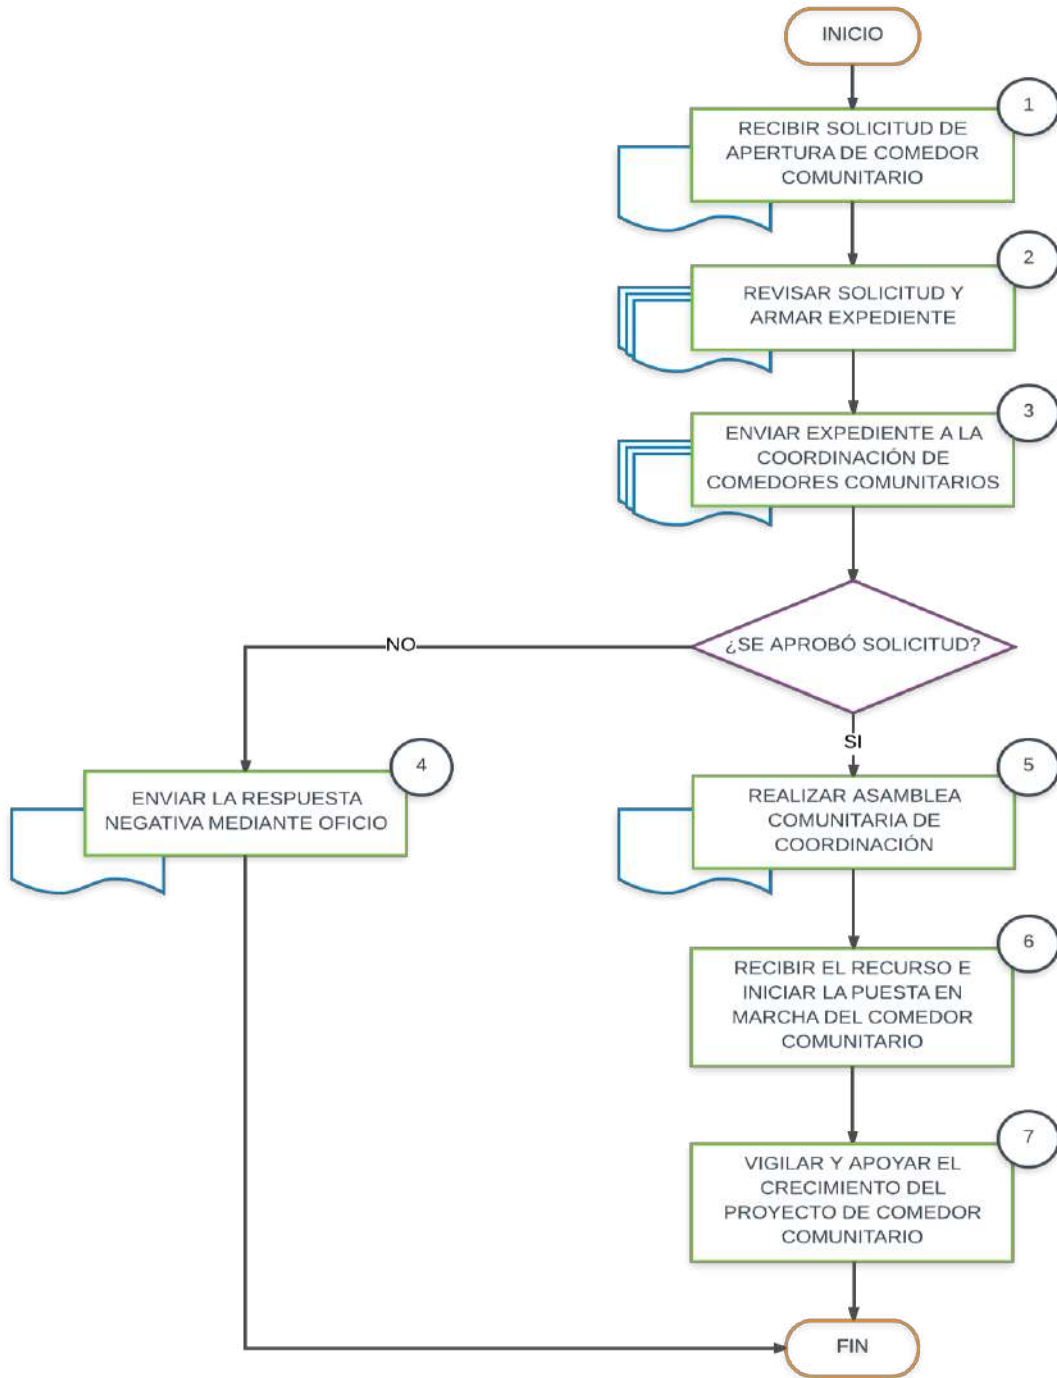 INICIO
1
RECIBIR SOLICITUD DE
APERTURA DE COMEDOR
COMUNITARIO
2
REVISAR SOLICITUD Y
ARMAR EXPEDIENTE
3
ENVIAR EXPEDIENTE A LA
COORDINACIÓN DE
COMEDORES COMUNITARIOS
¿SE APROBÓ SOLICITUD?
NO
SI
4
ENVIAR LA RESPUESTA
NEGATIVA MEDIANTE OFICIO
5
REALIZAR ASAMBLEA
COMUNITARIA DE
COORDINACIÓN
6
RECIBIR EL RECURSO E
INICIAR LA PUESTA EN
MARCHA DEL COMEDOR
COMUNITARIO
7
VIGILAR Y APOYAR EL
CRECIMIENTO DEL
PROYECTO DE COMEDOR
COMUNITARIO
FIN